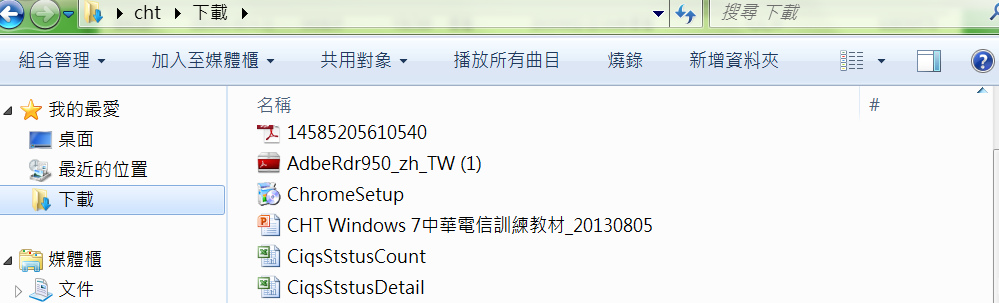 cht 下載 搜尋 下載
組合管理 加入至媒體櫃 共用對象 播放所有曲目 燒錄 新增資料夾
我的最愛 名稱 #
桌面 14585205610540
最近的位置 AdbeRdr950_zh_TW (1)
下載 ChromeSetup
CHT Windows 7中華電信訓練教材_20130805
媒體櫃 CiqsStstusCount
文件 CiqsStstusDetail